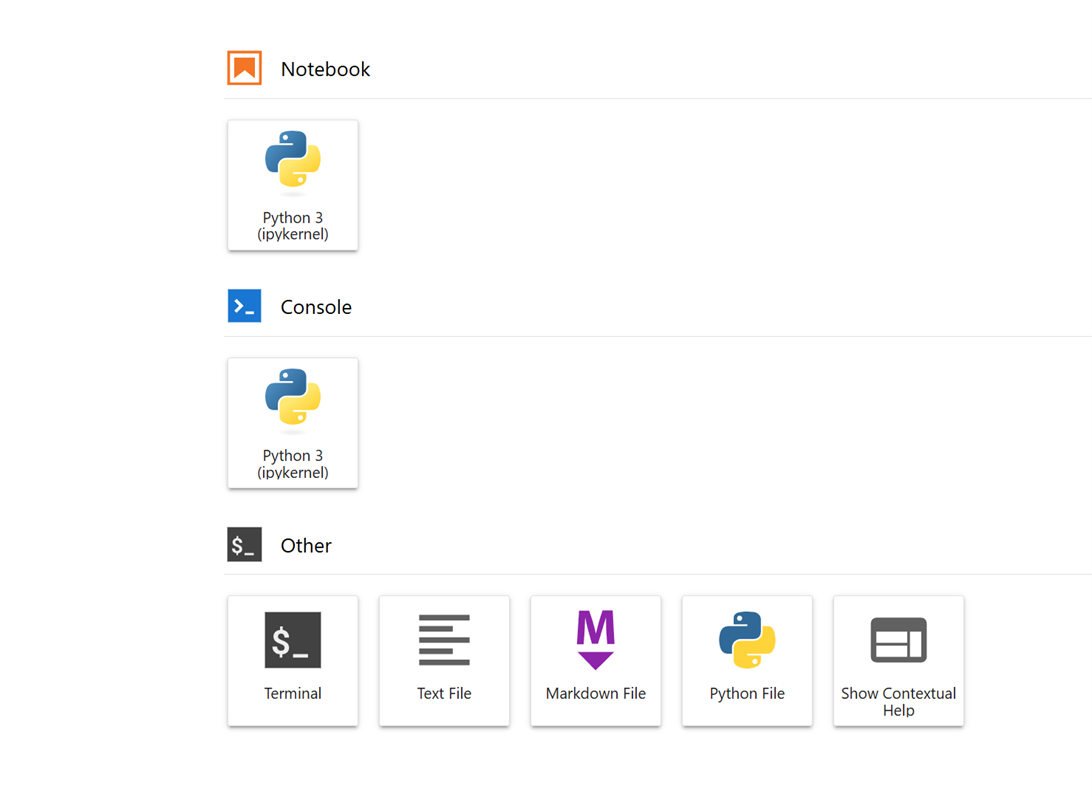 Notebook
Python 3
(ipykernel)
Console
Python 3
(ipykernel)
$_ Other
$_
M
Terminal
Text File
Markdown File
Python File
Show Contextual
Help